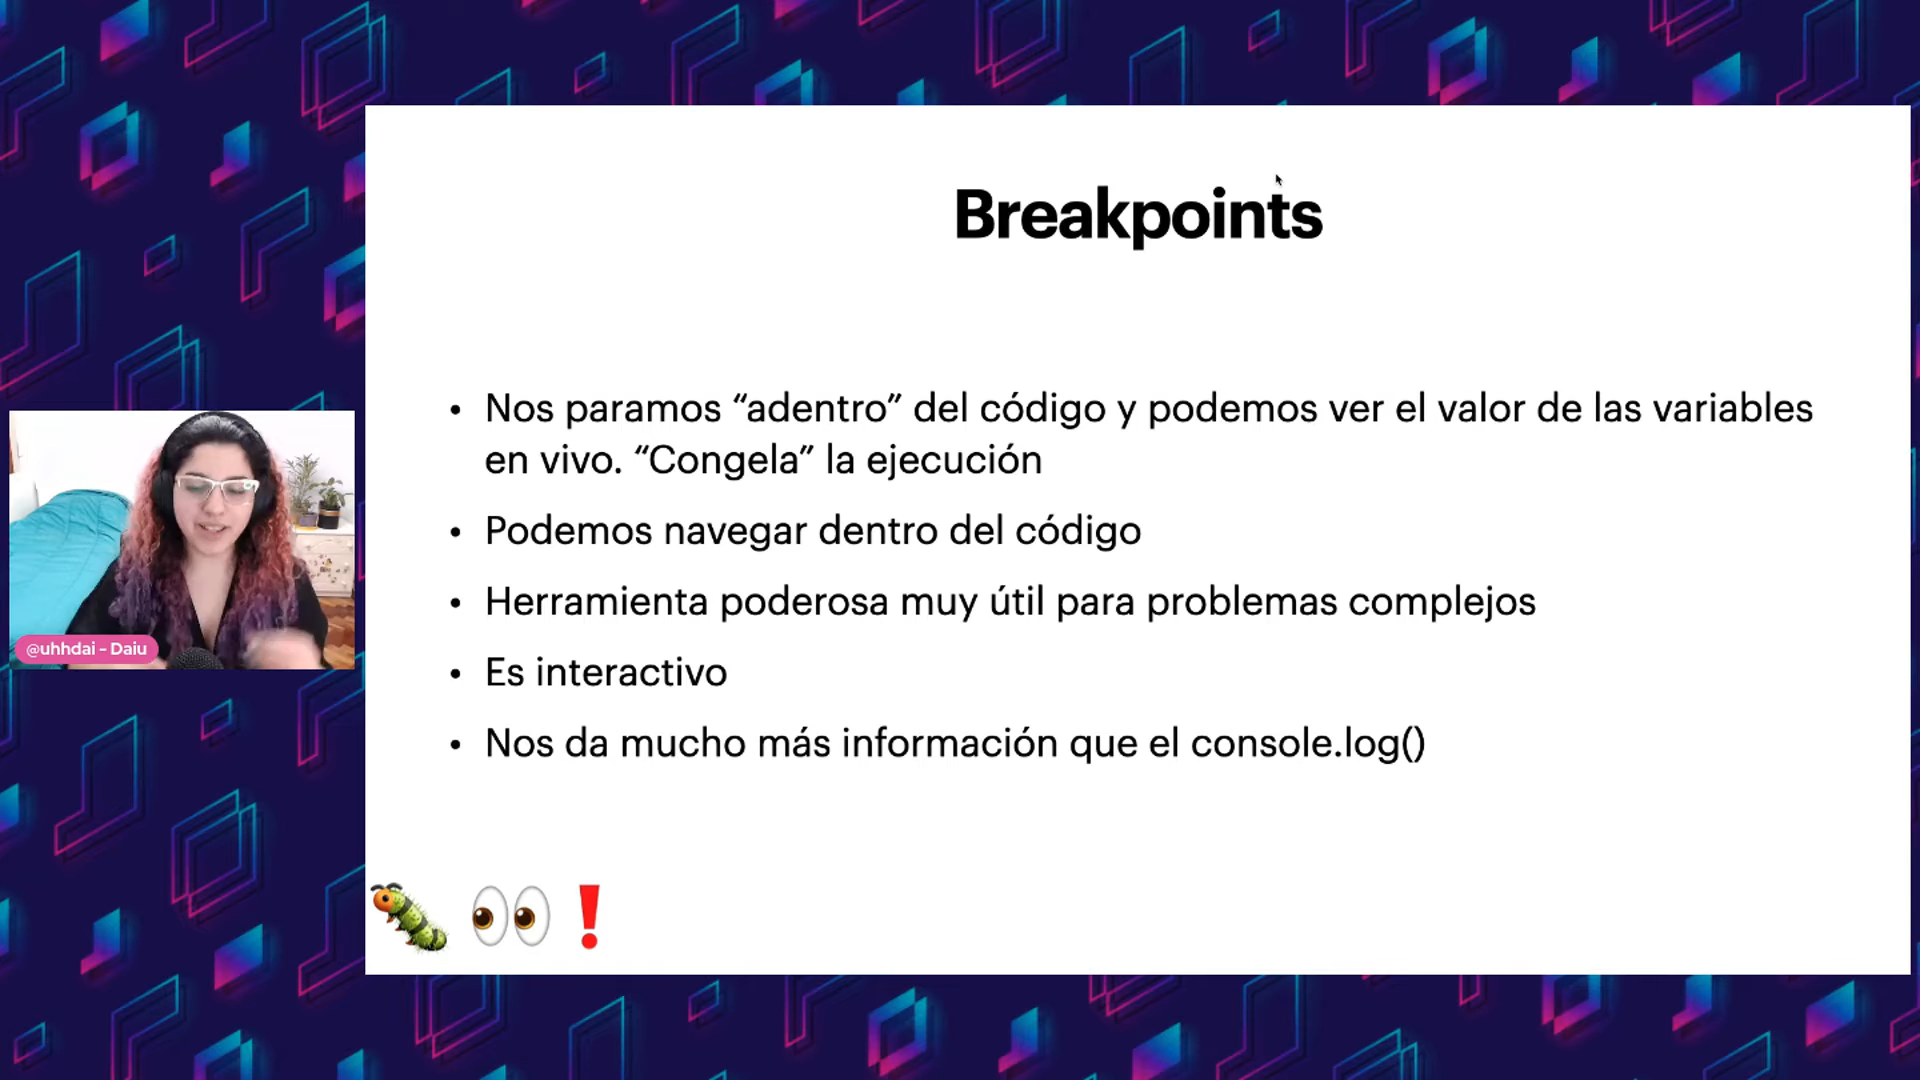 Breakpoints
• Nos paramos “adentro” del código y podemos ver el valor de las variables
en vivo. “Congela” la ejecución
• Podemos navegar dentro del código
• Herramienta poderosa muy útil para problemas complejos
• Es interactivo
• Nos da mucho más información que el console.log()
@uhhdai - Daiu